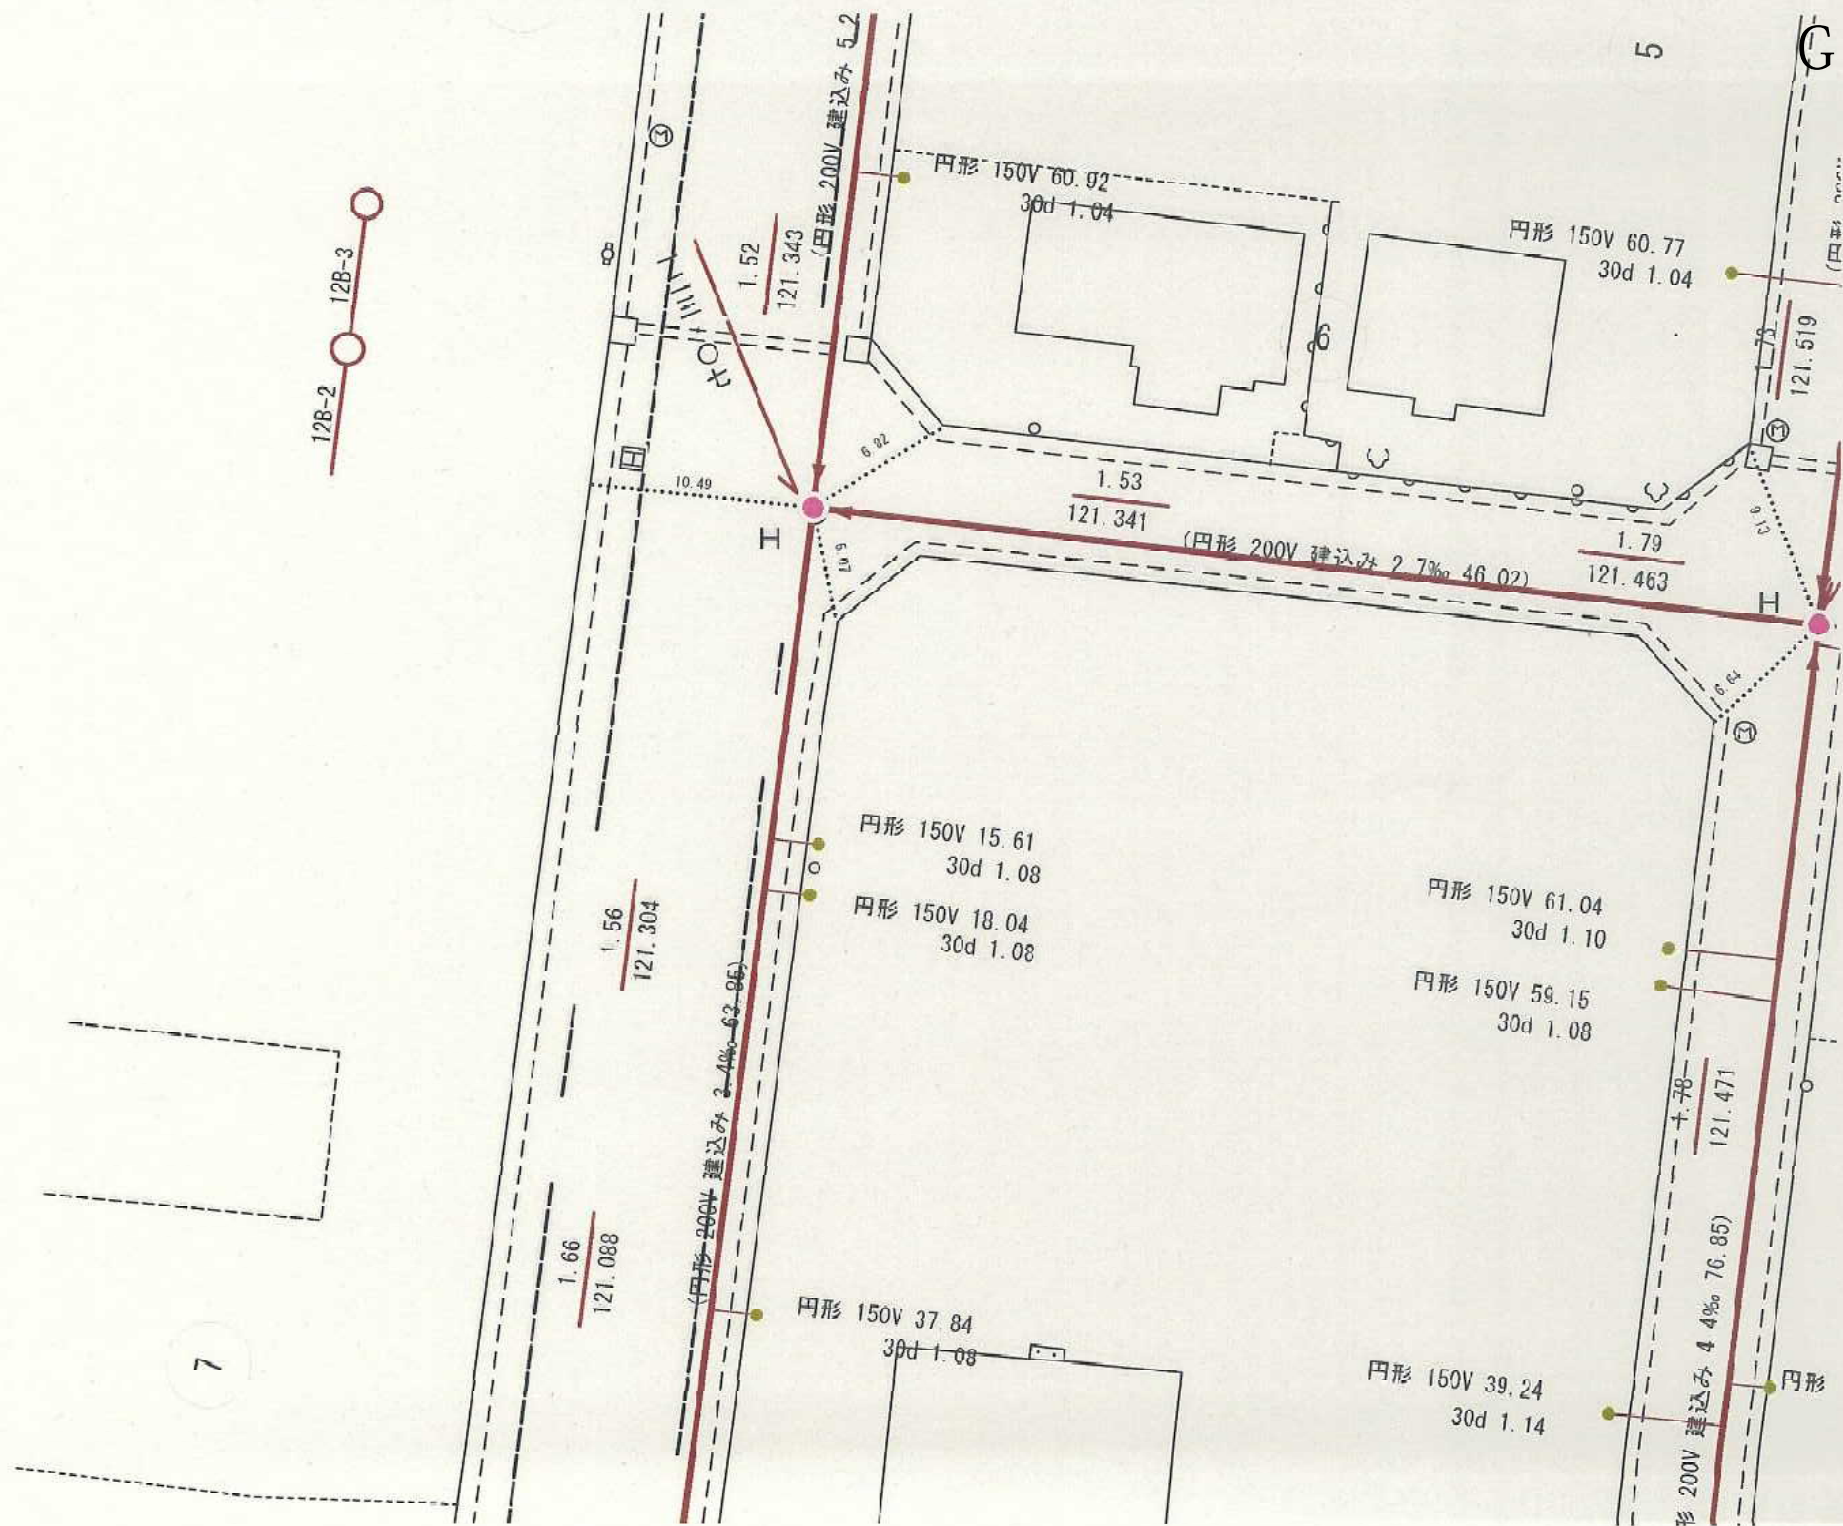 G
5
(円形 200V 建込み 5.2
円形 150V 60.92
30d 1.04
円形 150V 60.77
30d 1.04
12B-3
12B-2
1.52
121.343
121.519
6
6.92
10.49
1.53
121.341
(円形 200V 建込み 2.7‰ 46.02)
1.79
121.463
9.13
6.64
H
H
円形 150V 15.61
30d 1.08
円形 150V 18.04
30d 1.08
1.56
121.304
円形 150V 61.04
30d 1.10
円形 150V 59.15
30d 1.08
1.78
121.471
(円形 200V 建込み 3.4‰ 63.86)
1.66
121.088
円形 150V 37.84
30d 1.08
7
円形 150V 39.24
30d 1.14
形 200V 建込み 4.4‰ 76.85)
円形